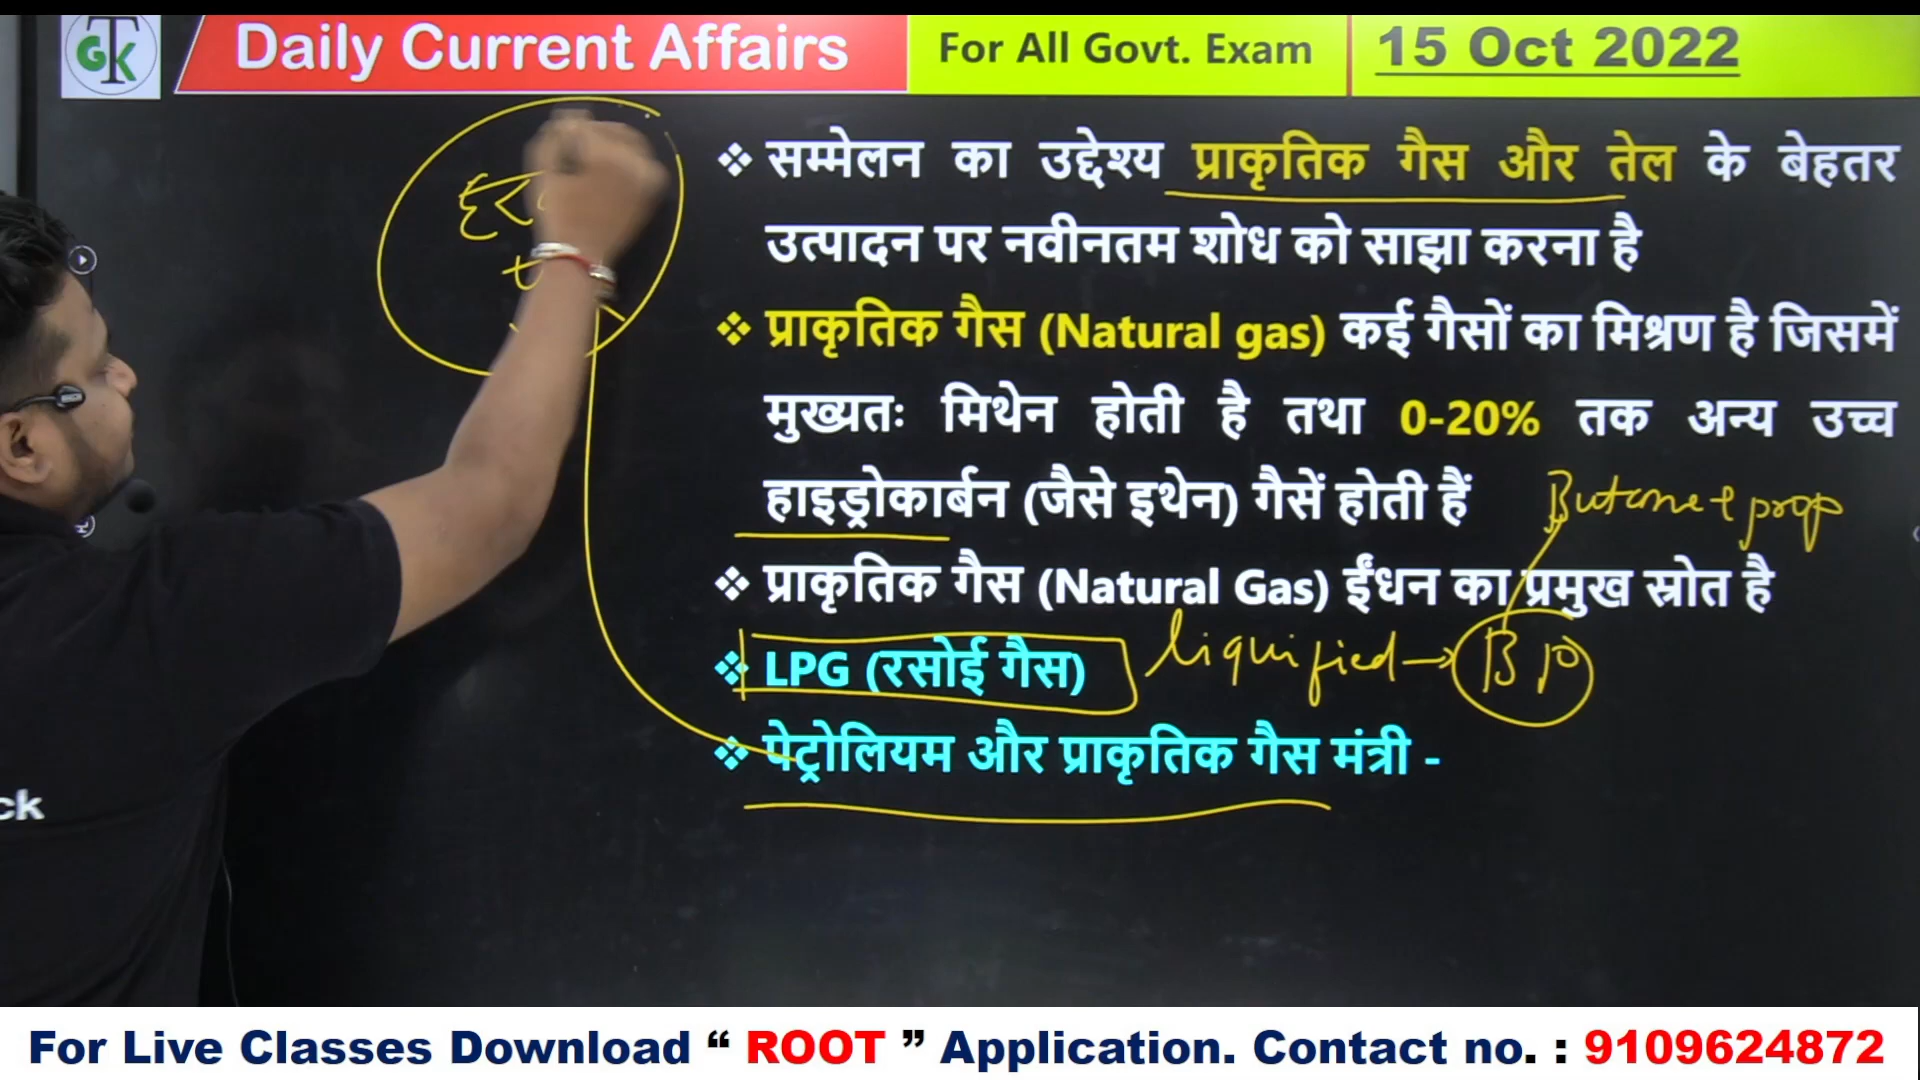 GTK
Daily Current Affairs
For All Govt. Exam
15 Oct 2022
❖ सम्मेलन का उद्देश्य प्राकृतिक गैस और तेल के बेहतर
उत्पादन पर नवीनतम शोध को साझा करना है
❖ प्राकृतिक गैस (Natural gas) कई गैसों का मिश्रण है जिसमें
मुख्यतः मिथेन होती है तथा 0-20% तक अन्य उच्च
हाइड्रोकार्बन (जैसे इथेन) गैसें होती हैं
Butane + prop
❖ प्राकृतिक गैस (Natural Gas) ईंधन का प्रमुख स्रोत है
❖ LPG (रसोई गैस)
liquified → B P
❖ पेट्रोलियम और प्राकृतिक गैस मंत्री -
ck
For Live Classes Download “ ROOT ” Application. Contact no. : 9109624872